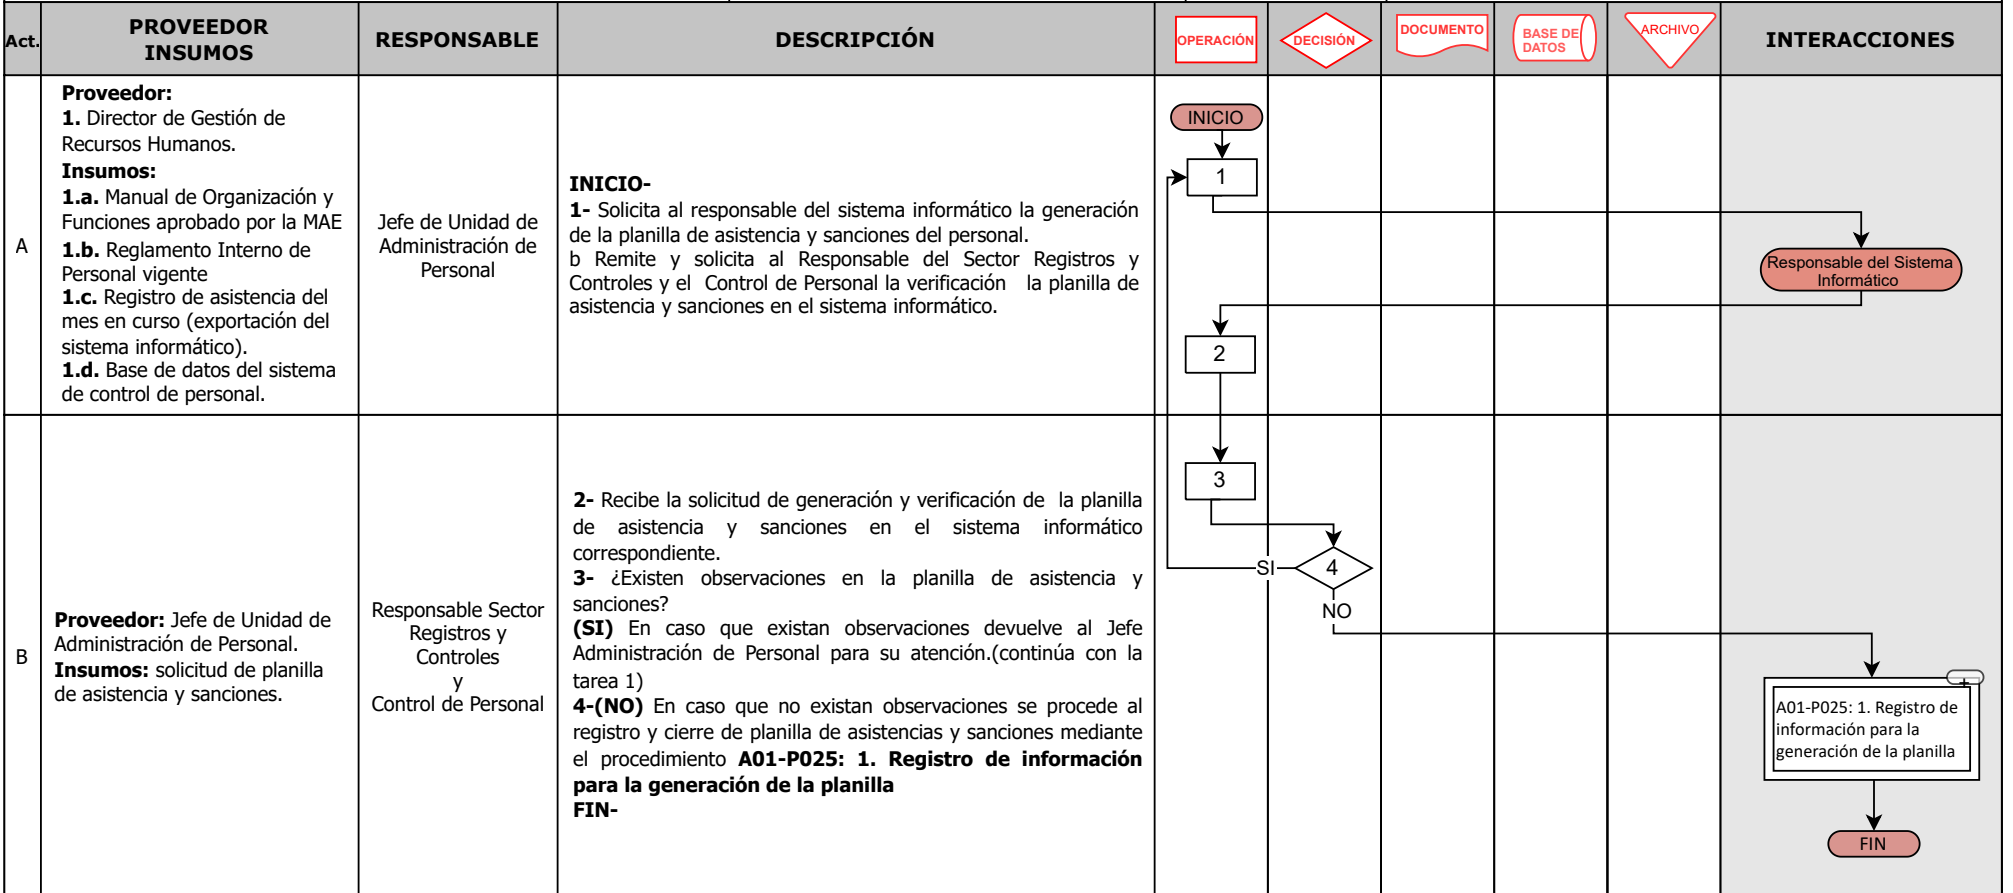 Act.
PROVEEDOR
INSUMOS
RESPONSABLE
DESCRIPCIÓN
OPERACIÓN
DECISIÓN
DOCUMENTO
BASE DE
DATOS
ARCHIVO
INTERACCIONES
A
Proveedor:
1. Director de Gestión de
Recursos Humanos.
Insumos:
1.a. Manual de Organización y
Funciones aprobado por la MAE
1.b. Reglamento Interno de
Personal vigente
1.c. Registro de asistencia del
mes en curso (exportación del
sistema informático).
1.d. Base de datos del sistema
de control de personal.
Jefe de Unidad de
Administración de
Personal
INICIO-
1- Solicita al responsable del sistema informático la generación
de la planilla de asistencia y sanciones del personal.
b Remite y solicita al Responsable del Sector Registros y
Controles y el Control de Personal la verificación la planilla de
asistencia y sanciones en el sistema informático.
INICIO
1
Responsable del Sistema
Informático
2
B
Proveedor: Jefe de Unidad de
Administración de Personal.
Insumos: solicitud de planilla
de asistencia y sanciones.
Responsable Sector
Registros y
Controles
y
Control de Personal
2- Recibe la solicitud de generación y verificación de la planilla
de asistencia y sanciones en el sistema informático
correspondiente.
3- ¿Existen observaciones en la planilla de asistencia y
sanciones?
(SI) En caso que existan observaciones devuelve al Jefe
Administración de Personal para su atención.(continúa con la
tarea 1)
4-(NO) En caso que no existan observaciones se procede al
registro y cierre de planilla de asistencias y sanciones mediante
el procedimiento A01-P025: 1. Registro de información
para la generación de la planilla
FIN-
3
SI
4
NO
+
A01-P025: 1. Registro de
información para la
generación de la planilla
FIN